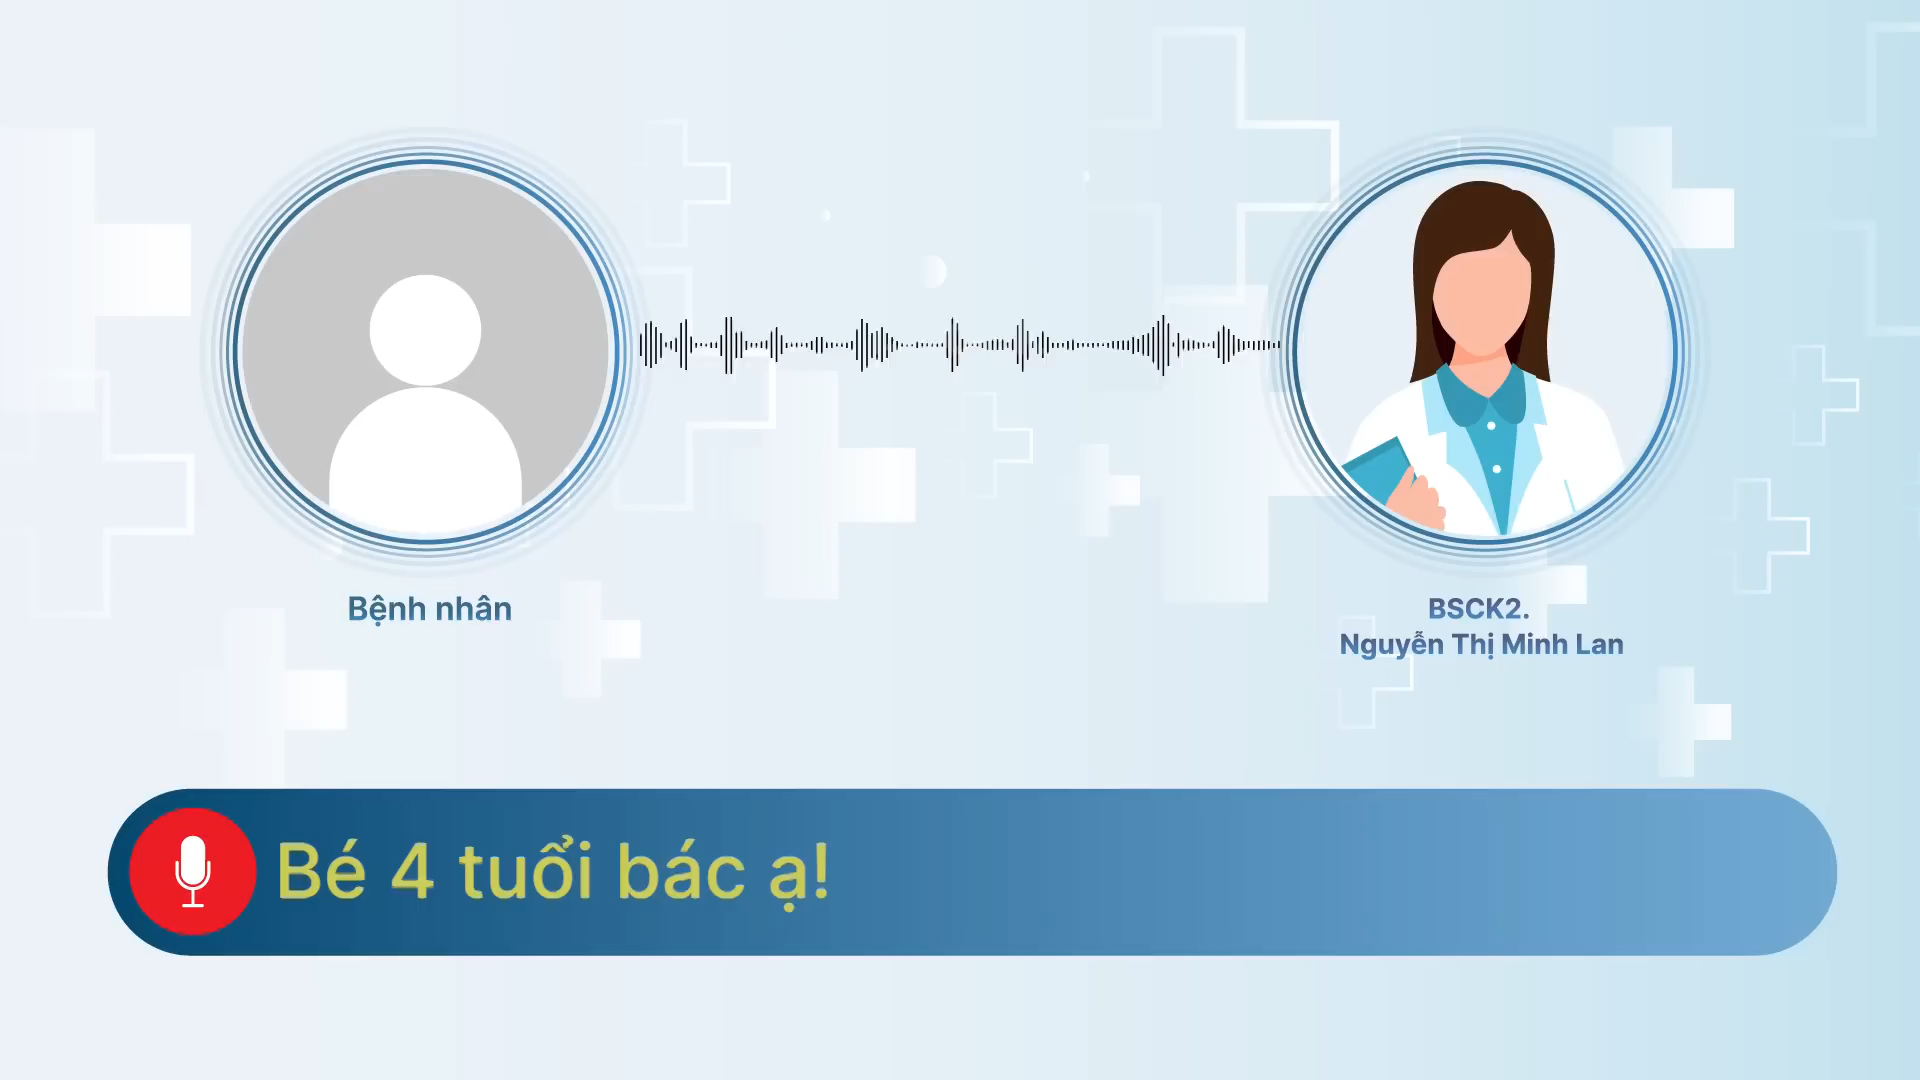 Bệnh nhân
BSCK2.
Nguyễn Thị Minh Lan
Bé 4 tuổi bác ạ!